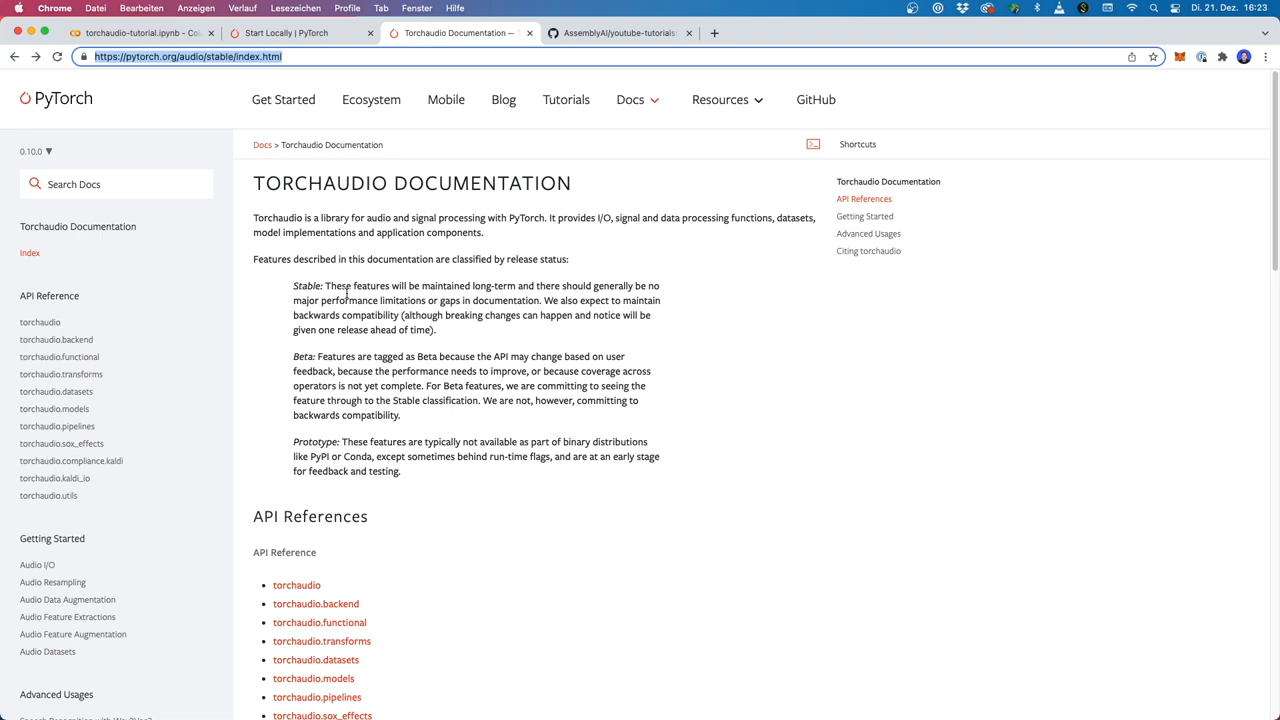 Chrome Bearbeiten Anzeigen Verlauf Lesezeichen Profile Tab Fenster Hilfe
torchaudio-tutorial.ipynb - Col
Start Locally | PyTorch
Torchaudio Documentation —
AssemblyAI/youtube-tutorials:
https://pytorch.org/audio/stable/index.html
PyTorch
Get Started Ecosystem Mobile Blog Tutorials Docs Resources GitHub
0.10.0 ▼
Docs > Torchaudio Documentation
Shortcuts
Search Docs
Torchaudio Documentation
Index
API Reference
torchaudio
torchaudio.backend
torchaudio.functional
torchaudio.transforms
torchaudio.datasets
torchaudio.models
torchaudio.pipelines
torchaudio.sox_effects
torchaudio.compliance.kaldi
torchaudio.kaldi_io
torchaudio.utils
Getting Started
Audio I/O
Audio Resampling
Audio Data Augmentation
Audio Feature Extractions
Audio Feature Augmentation
Audio Datasets
Advanced Usages
Speech Recognition with Wav2Vec2
TORCHAUDIO DOCUMENTATION
Torchaudio is a library for audio and signal processing with PyTorch. It provides I/O, signal and data processing functions, datasets,
model implementations and application components.
Features described in this documentation are classified by release status:
Stable: These features will be maintained long-term and there should generally be no
major performance limitations or gaps in documentation. We also expect to maintain
backwards compatibility (although breaking changes can happen and notice will be
given one release ahead of time).
Beta: Features are tagged as Beta because the API may change based on user
feedback, because the performance needs to improve, or because coverage across
operators is not yet complete. For Beta features, we are committing to seeing the
feature through to the Stable classification. We are not, however, committing to
backwards compatibility.
Prototype: These features are typically not available as part of binary distributions
like PyPI or Conda, except sometimes behind run-time flags, and are at an early stage
for feedback and testing.
API References
API Reference
torchaudio
torchaudio.backend
torchaudio.functional
torchaudio.transforms
torchaudio.datasets
torchaudio.models
torchaudio.pipelines
torchaudio.sox_effects
Torchaudio Documentation
API References
Getting Started
Advanced Usages
Citing torchaudio